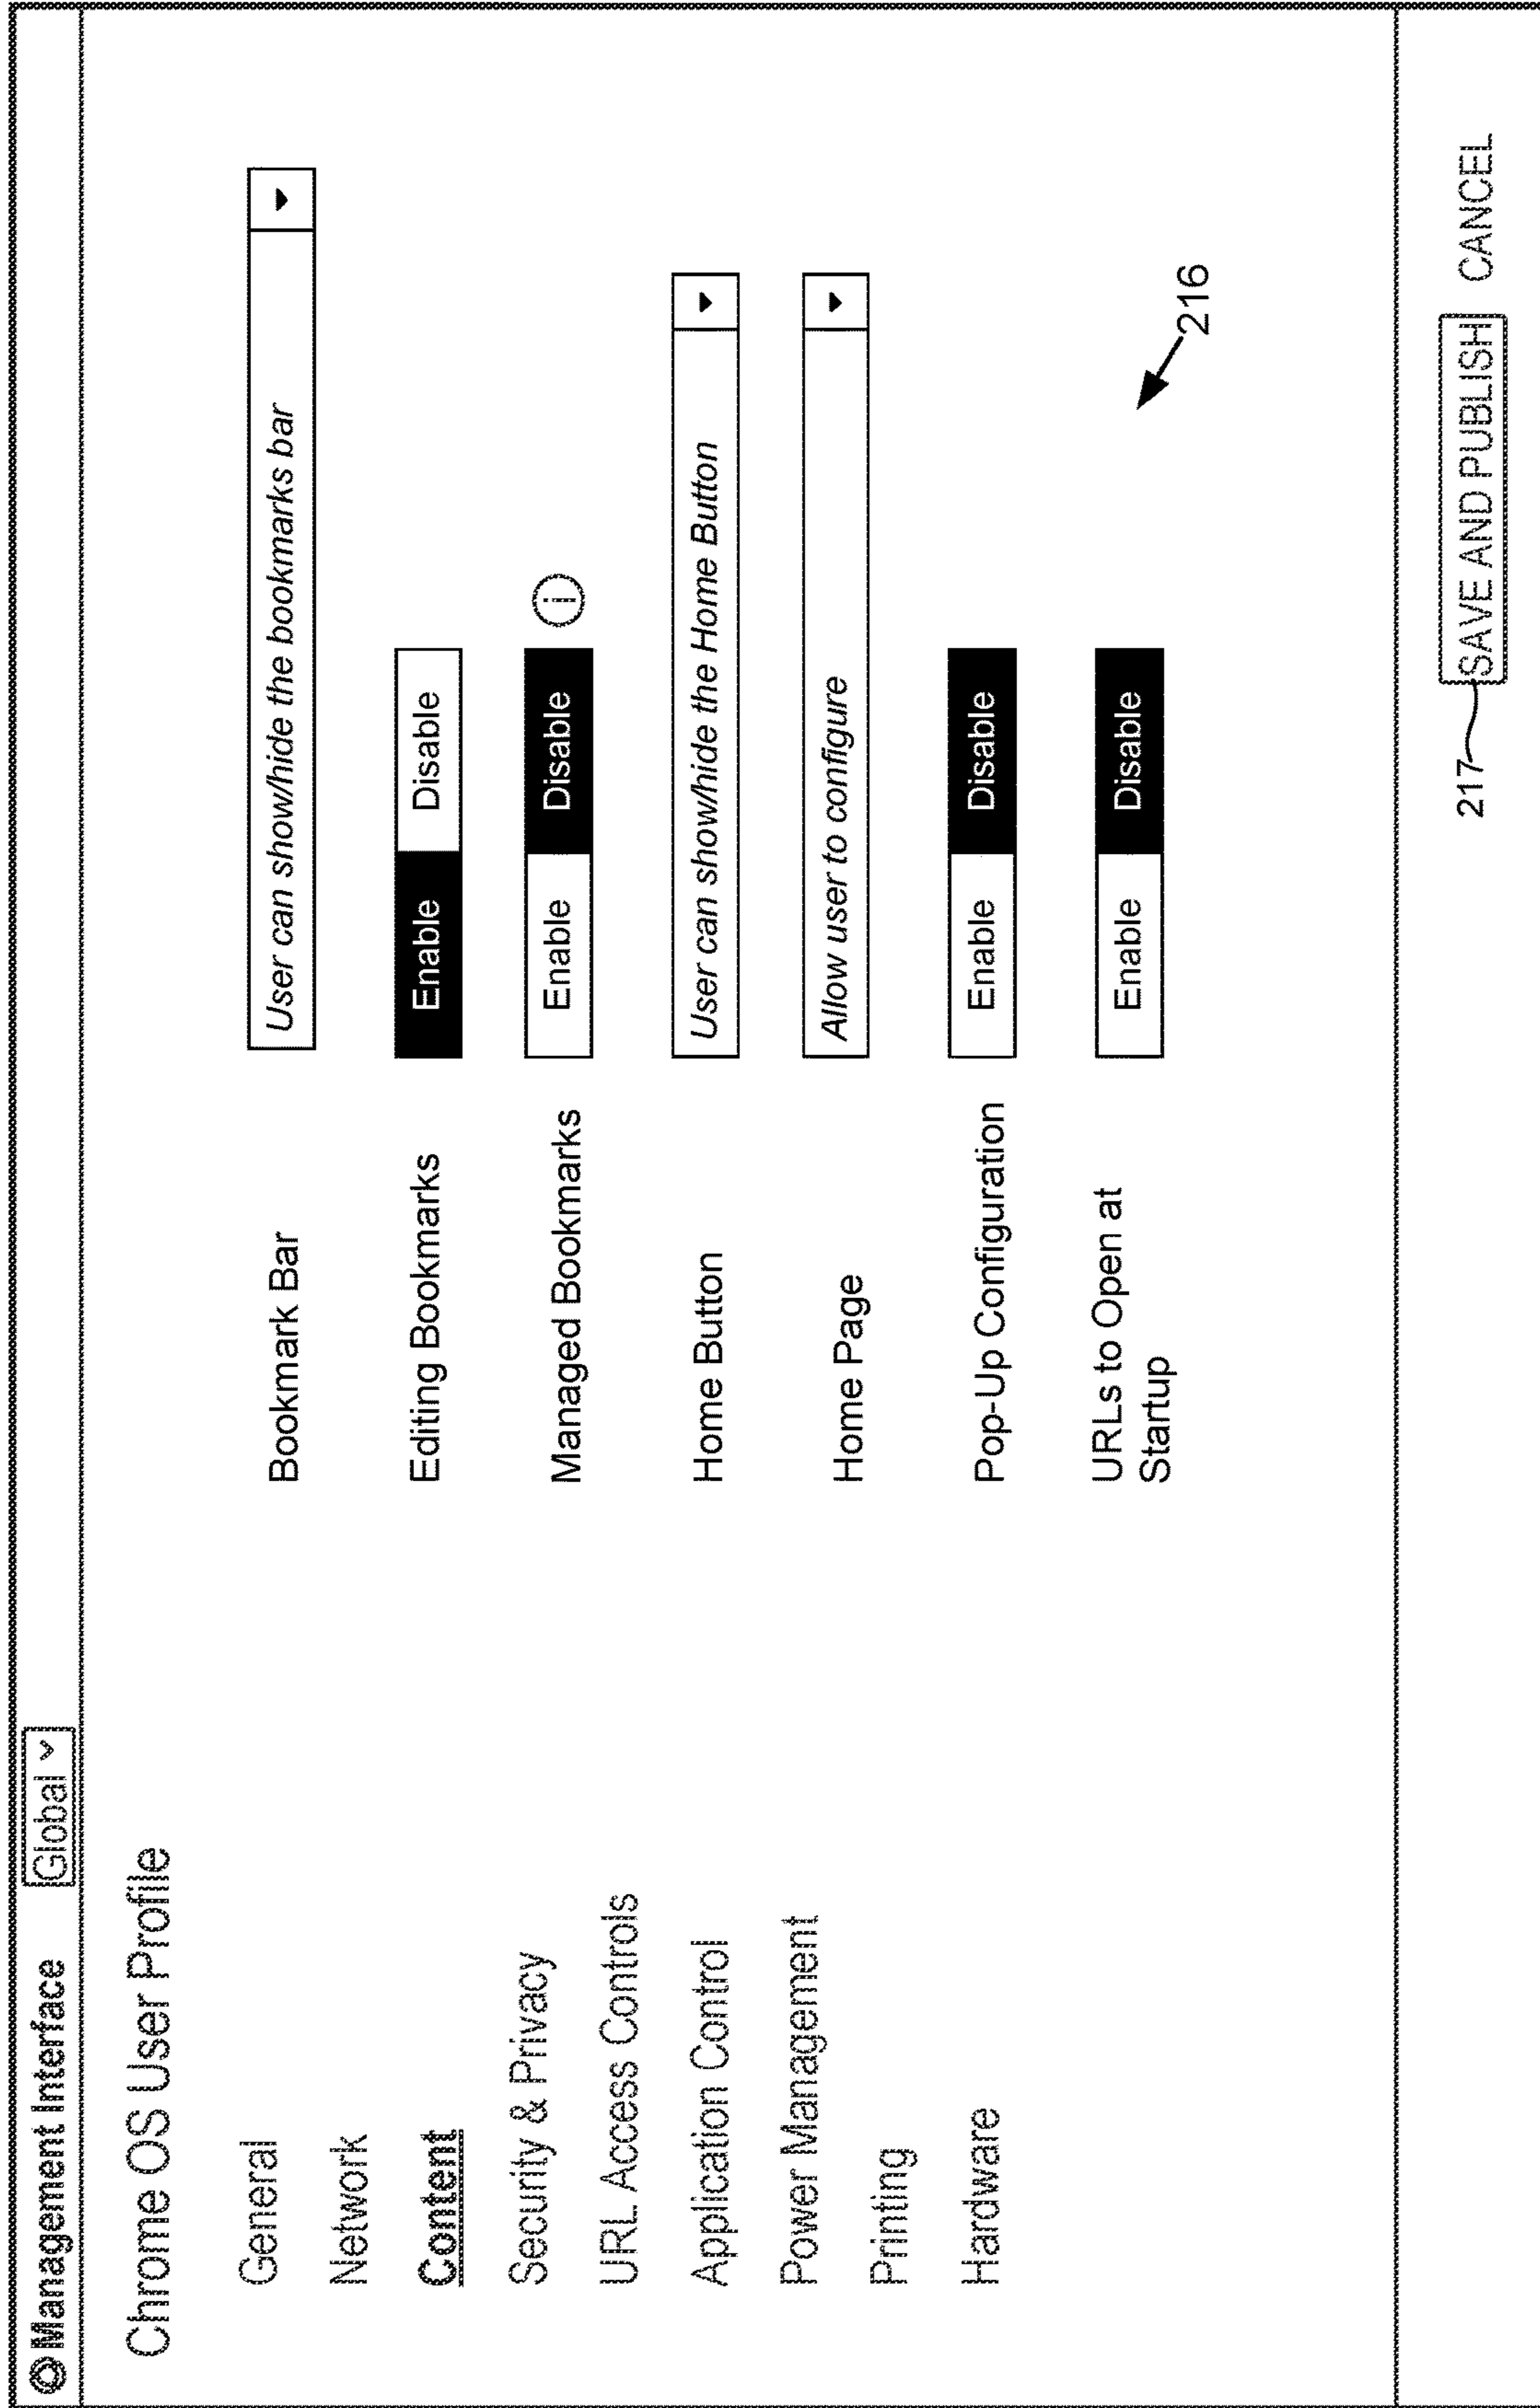 Management Interface Global
Chrome OS User Profile
General
Network
Content
Security & Privacy
URL Access Controls
Application Control
Power Management
Printing
Hardware
Bookmark Bar User can show/hide the bookmarks bar
Editing Bookmarks Enable Disable
Managed Bookmarks Enable Disable i
Home Button User can show/hide the Home Button
Home Page Allow user to configure
Pop-Up Configuration Enable Disable
URLs to Open at
Startup
Enable Disable
216
217 SAVE AND PUBLISH CANCEL